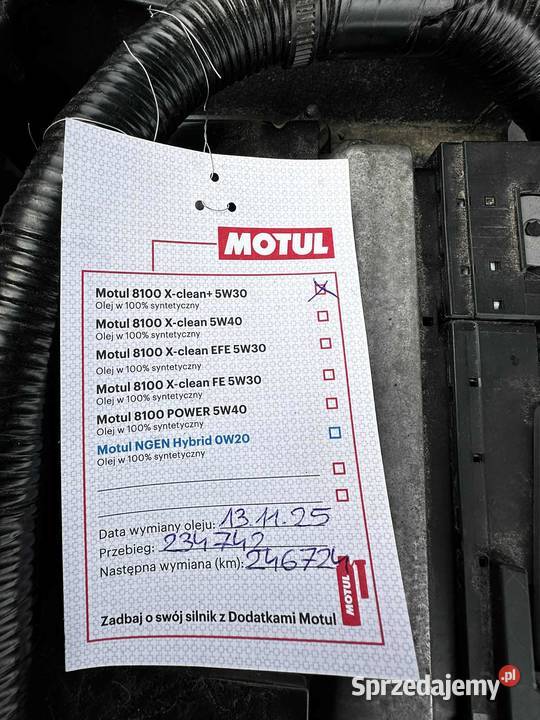 MOTUL
Motul 8100 X-clean+ 5W30
Olej w 100% syntetyczny
Motul 8100 X-clean 5W40
Olej w 100% syntetyczny
Motul 8100 X-clean EFE 5W30
Olej w 100% syntetyczny
Motul 8100 X-clean FE 5W30
Olej w 100% syntetyczny
Motul 8100 POWER 5W40
Olej w 100% syntetyczny
Motul NGEN Hybrid 0W20
Olej w 100% syntetyczny
Data wymiany oleju: 13.11.25
Przebieg: 234742
Następna wymiana (km): 246724
MOTUL
Zadbaj o swój silnik z Dodatkami Motul
Sprzedajemy.pl